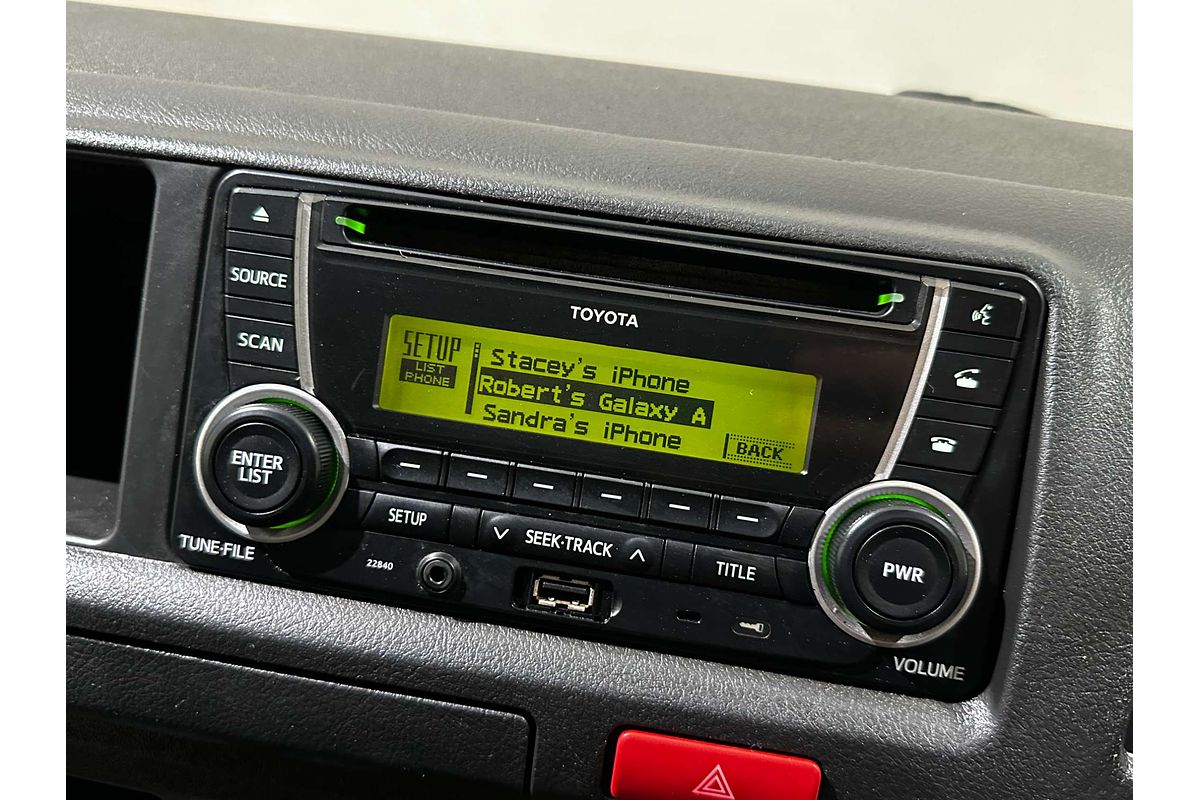 SOURCE
SCAN
TOYOTA
SETUP
LIST
PHONE
Stacey's iPhone
Robert's Galaxy A
Sandra's iPhone
BACK
ENTER
LIST
TUNE·FILE
SETUP
SEEK·TRACK
TITLE
22840
PWR
VOLUME